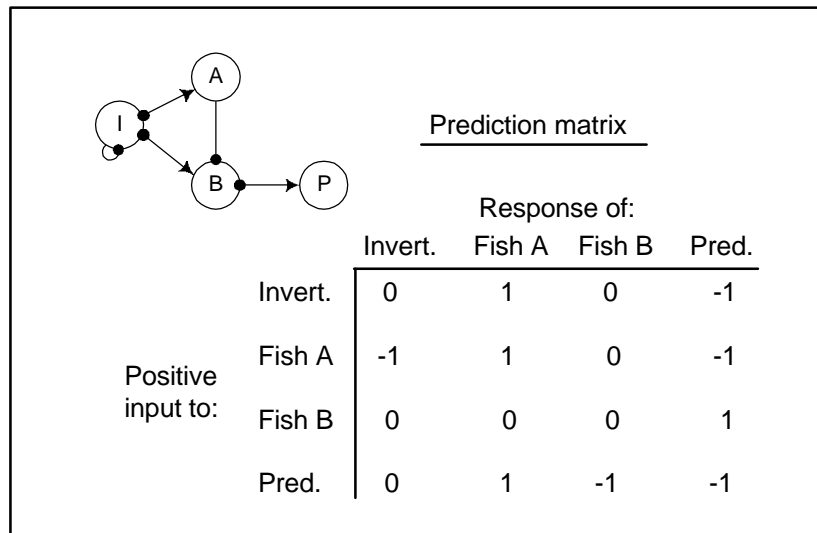 A
I
B
P
Prediction matrix
Response of:
Invert. Fish A Fish B Pred.
Invert. 0 1 0 -1
Fish A -1 1 0 -1
Positive
input to:
Fish B 0 0 0 1
Pred. 0 1 -1 -1